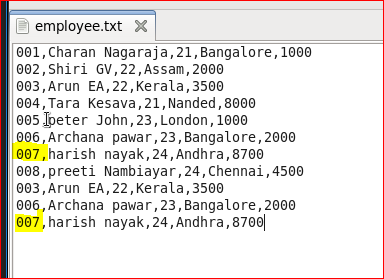 employee.txt
001,Charan Nagaraja,21,Bangalore,1000
002,Shiri GV,22,Assam,2000
003,Arun EA,22,Kerala,3500
004,Tara Kesava,21,Nanded,8000
005,peter John,23,London,1000
006,Archana pawar,23,Bangalore,2000
007,harish nayak,24,Andhra,8700
008,preeti Nambiayar,24,Chennai,4500
003,Arun EA,22,Kerala,3500
006,Archana pawar,23,Bangalore,2000
007,harish nayak,24,Andhra,8700